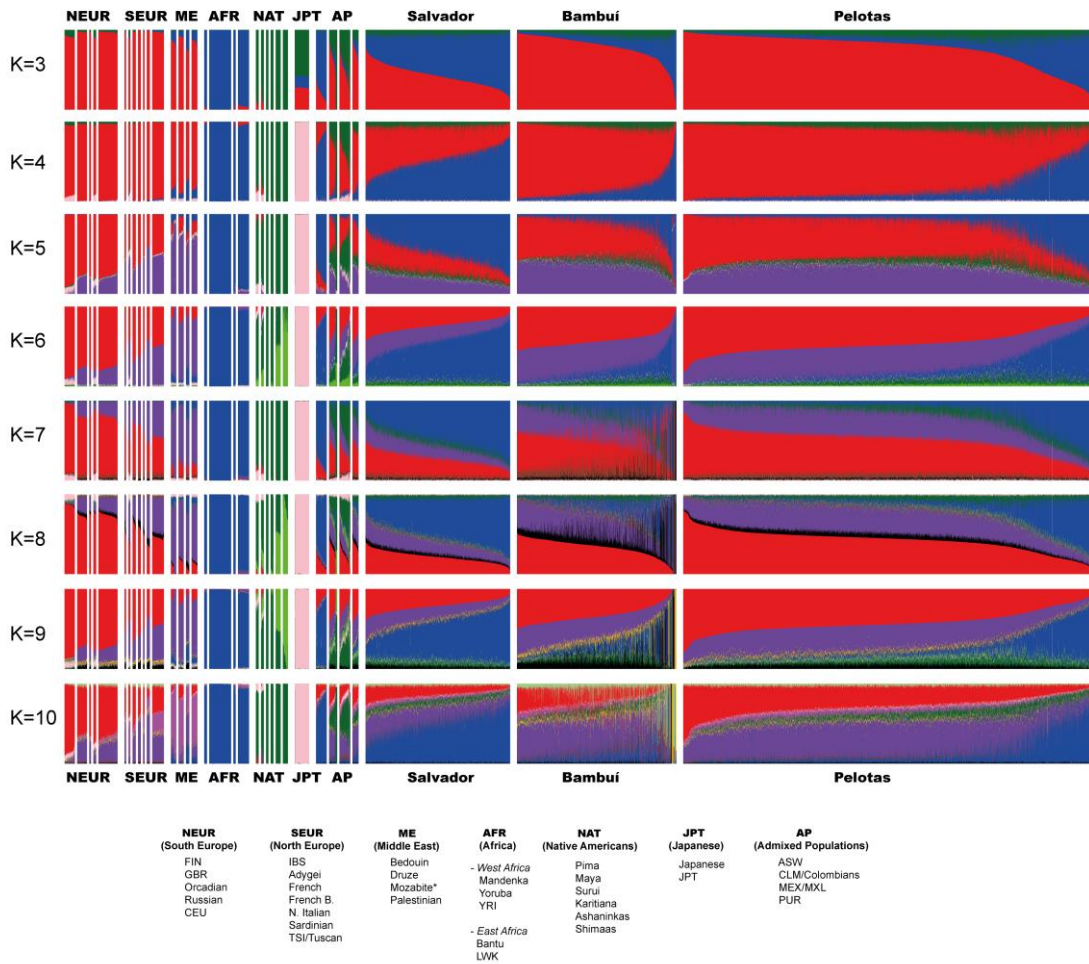 NEUR SEUR ME AFR NAT JPT AP Salvador Bambuí Pelotas
K=3
K=4
K=5
K=6
K=7
K=8
K=9
K=10
NEUR SEUR ME AFR NAT JPT AP Salvador Bambuí Pelotas
NEUR
(South Europe)
FIN
GBR
Orcadian
Russian
CEU
SEUR
(North Europe)
IBS
Adygei
French
French B.
N. Italian
Sardinian
TSI/Tuscan
ME
(Middle East)
Bedouin
Druze
Mozabite*
Palestinian
AFR
(Africa)
- West Africa
Mandenka
Yoruba
YRI
- East Africa
Bantu
LWK
NAT
(Native Americans)
Pima
Maya
Surui
Karitiana
Ashaninkas
Shimaas
JPT
(Japanese)
Japanese
JPT
AP
(Admixed Populations)
ASW
CLM/Colombians
MEX/MXL
PUR